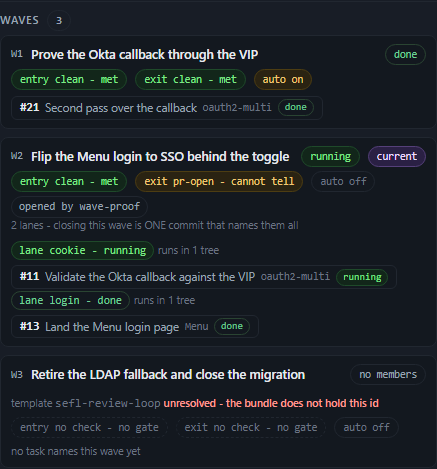 WAVES 3
W1 Prove the Okta callback through the VIP done
entry clean - met exit clean - met auto on
#21 Second pass over the callback oauth2-multi done
W2 Flip the Menu login to SSO behind the toggle running current
entry clean - met exit pr-open - cannot tell auto off
opened by wave-proof
2 lanes - closing this wave is ONE commit that names them all
lane cookie - running runs in 1 tree
#11 Validate the Okta callback against the VIP oauth2-multi running
lane login - done runs in 1 tree
#13 Land the Menu login page Menu done
W3 Retire the LDAP fallback and close the migration no members
template sefl-review-loop unresolved - the bundle does not hold this id
entry no check - no gate exit no check - no gate auto off
no task names this wave yet